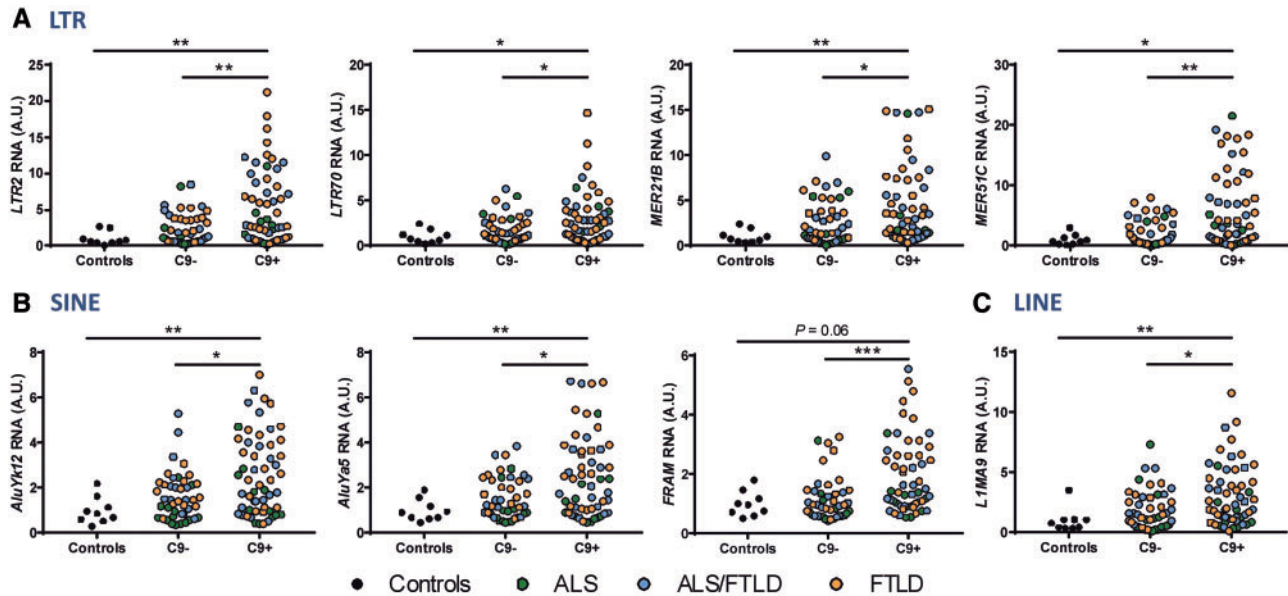 A LTR
** * ** *
** * * **
LTR2 RNA (A.U.) 25 20 15 10 5 0 Controls C9- C9+
LTR70 RNA (A.U.) 20 15 10 5 0 Controls C9- C9+
MER21B RNA (A.U.) 20 15 10 5 0 Controls C9- C9+
MER51C RNA (A.U.) 30 20 10 0 Controls C9- C9+
B SINE
** ** P = 0.06
* * ***
AluYk12 RNA (A.U.) 8 6 4 2 0 Controls C9- C9+
AluYa5 RNA (A.U.) 8 6 4 2 0 Controls C9- C9+
FRAM RNA (A.U.) 6 4 2 0 Controls C9- C9+
C LINE
**
*
L1MA9 RNA (A.U.) 15 10 5 0 Controls C9- C9+
Controls ALS ALS/FTLD FTLD